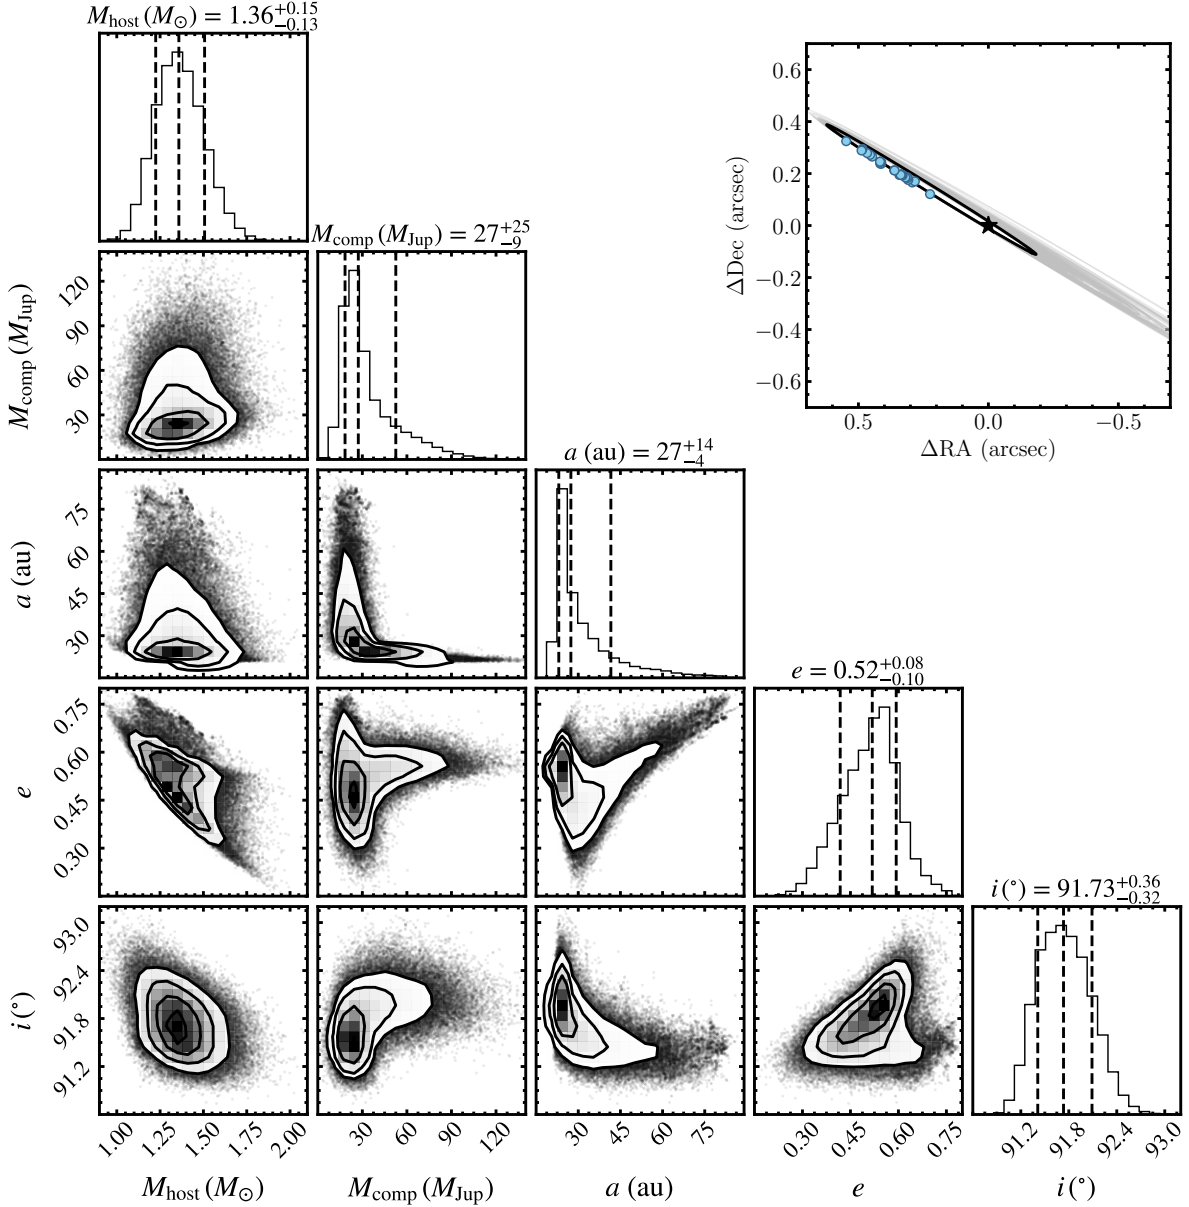 M_host (M_⊙) = 1.36^{+0.15}_{−0.13}
0.6
0.4
0.2
0.0
−0.2
−0.4
−0.6
ΔDec (arcsec)
0.5 0.0 −0.5
ΔRA (arcsec)
M_comp (M_Jup) = 27^{+25}_{−9}
120
90
60
30
M_comp (M_Jup)
a (au) = 27^{+14}_{−4}
75
60
45
30
a (au)
e = 0.52^{+0.08}_{−0.10}
0.75
0.60
0.45
0.30
e
i (°) = 91.73^{+0.36}_{−0.32}
93.0
92.4
91.8
91.2
i (°)
1.00 1.25 1.50 1.75 2.00 30 60 90 120 30 45 60 75 0.30 0.45 0.60 0.75 91.2 91.8 92.4 93.0
M_host (M_⊙) M_comp (M_Jup) a (au) e i (°)